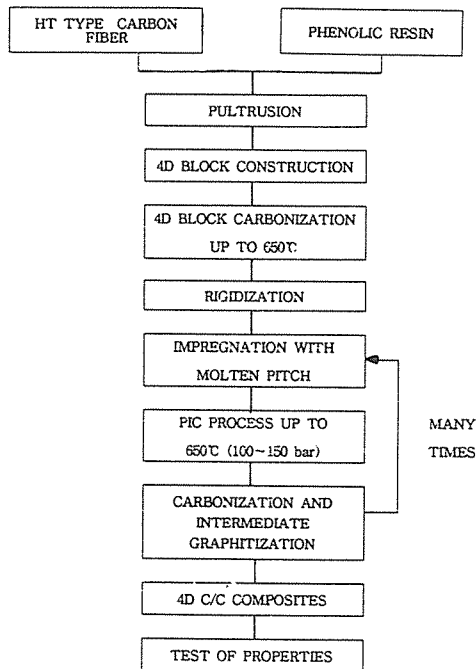 HT TYPE CARBON
FIBER
PHENOLIC RESIN
PULTRUSION
4D BLOCK CONSTRUCTION
4D BLOCK CARBONIZATION
UP TO 650℃
RIGIDIZATION
IMPREGNATION WITH
MOLTEN PITCH
PIC PROCESS UP TO
650℃ (100~150 bar)
MANY
TIMES
CARBONIZATION AND
INTERMEDIATE
GRAPHITIZATION
4D C/C COMPOSITES
TEST OF PROPERTIES